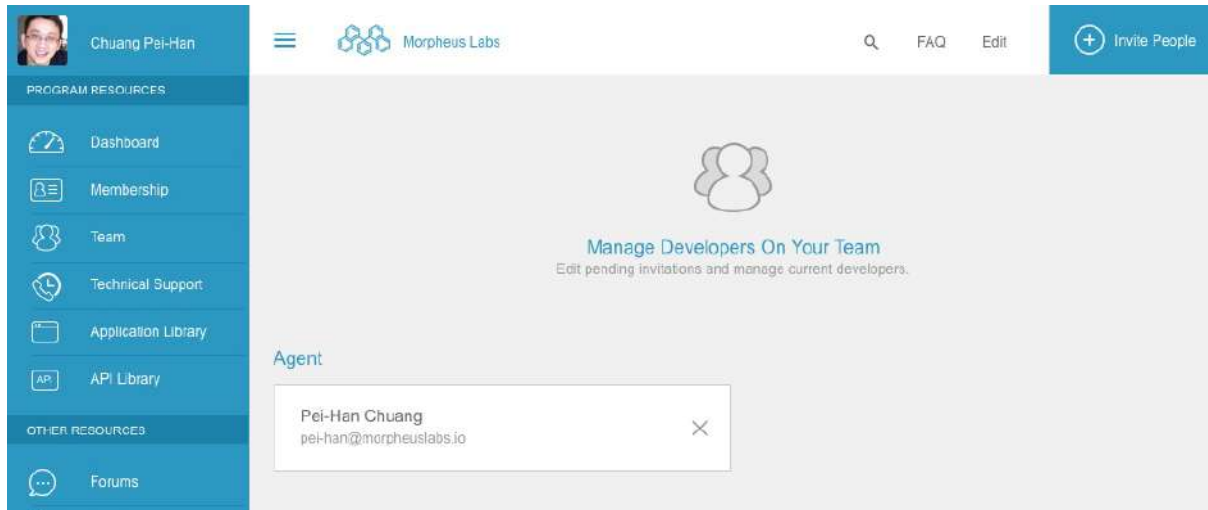 Chuang Pei-Han
Morpheus Labs
FAQ
Edit
Invite People
PROGRAM RESOURCES
Dashboard
Membership
Team
Technical Support
Application Library
API
API Library
OTHER RESOURCES
Forums
Manage Developers On Your Team
Edit pending invitations and manage current developers.
Agent
Pei-Han Chuang
pei-han@morpheuslabs.io